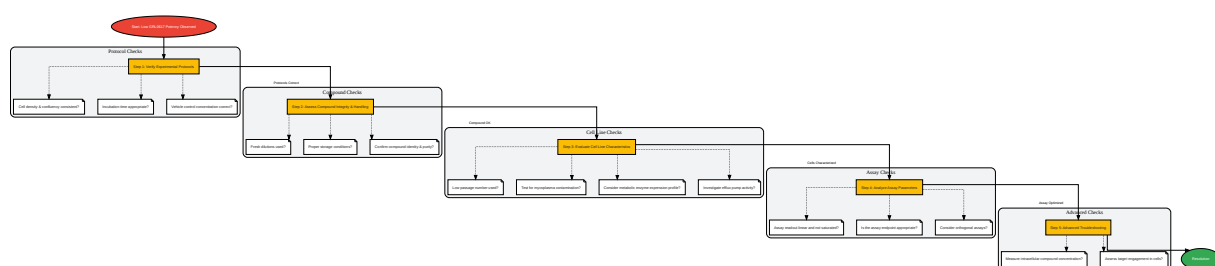 Start: Low [?] Potency Observed
Protocol Checks
Step 1: Verify Experimental Protocols
Cell density & confluency consistent?
Incubation time appropriate?
Vehicle control concentration correct?
Protocols Correct
Compound Checks
Step 2: Assess Compound Integrity & Handling
Fresh dilutions used?
Proper storage conditions?
Confirm compound identity & purity?
Compound OK
Cell Line Checks
Step 3: Evaluate Cell Line Characteristics
Low passage number used?
Test for mycoplasma contamination?
Consider metabolic enzyme expression profile?
Investigate efflux pump activity?
Cells Characterized
Assay Checks
Step 4: Analyze Assay Parameters
Assay readout linear and not saturated?
Is the assay endpoint appropriate?
Consider orthogonal assays?
Assay Optimized
Advanced Checks
Step 5: Advanced Troubleshooting
Measure intracellular compound concentration?
Assess target engagement in cells?
Resolution